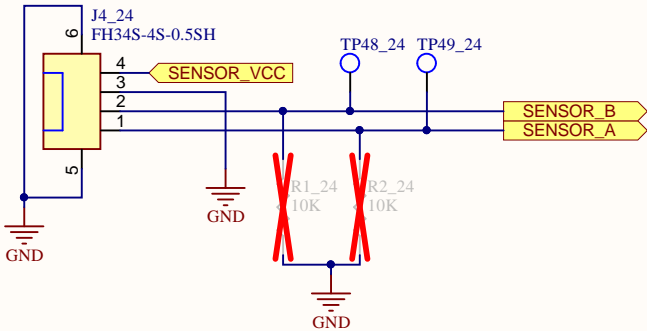 J4_24
FH34S-4S-0.5SH
6
4
3
2
1
5
SENSOR_VCC
TP48_24
TP49_24
SENSOR_B
SENSOR_A
R1_24
10K
R2_24
10K
GND
GND
GND